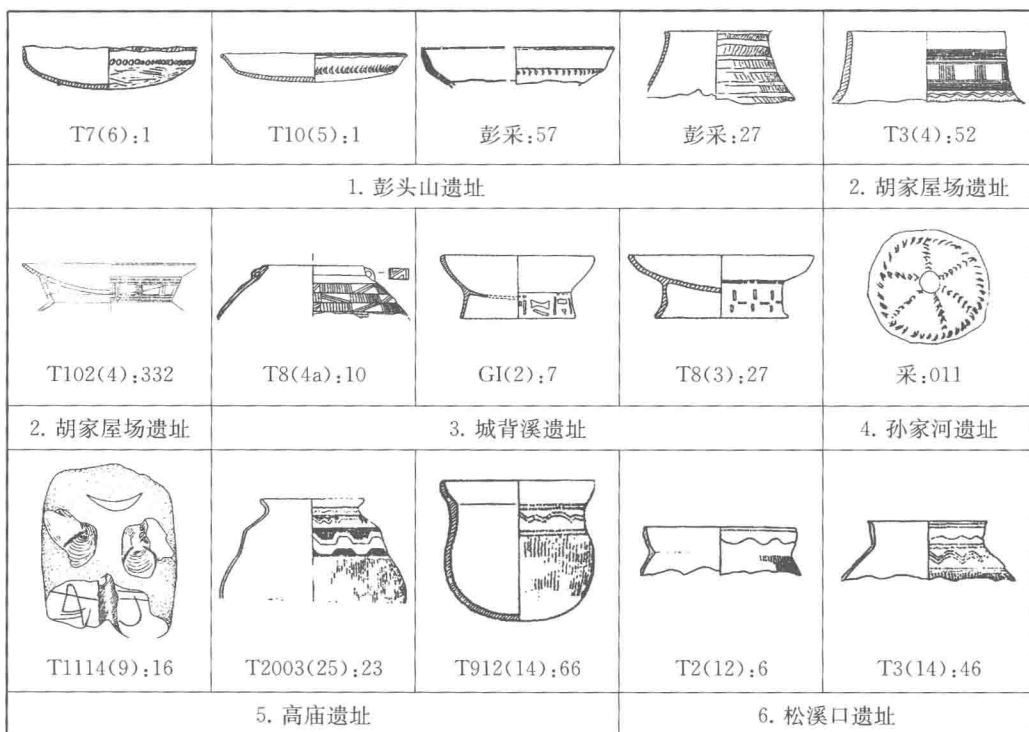 T7(6):1 T10(5):1 彭采:57 彭采:27 T3(4):52
1. 彭头山遗址 2. 胡家屋场遗址
T102(4):332 T8(4a):10 GI(2):7 T8(3):27 采:011
2. 胡家屋场遗址 3. 城背溪遗址 4. 孙家河遗址
T1114(9):16 T2003(25):23 T912(14):66 T2(12):6 T3(14):46
5. 高庙遗址 6. 松溪口遗址